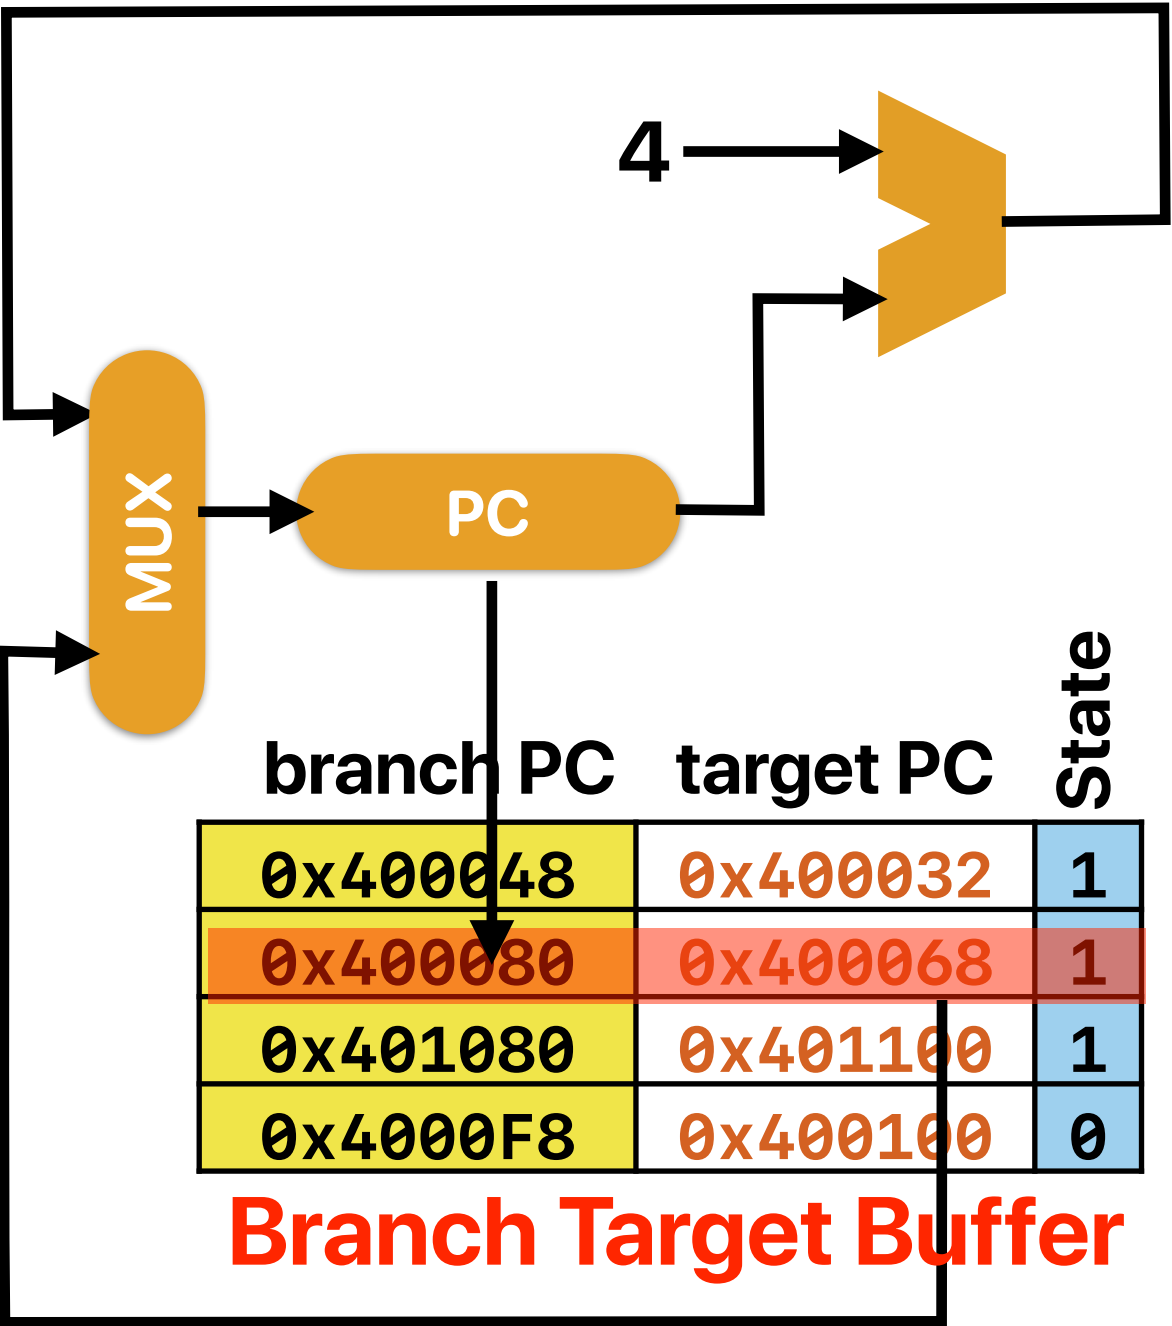 4
MUX
PC
branch PC target PC State
0x400048 0x400032 1
0x400080 0x400068 1
0x401080 0x401100 1
0x4000F8 0x400100 0
Branch Target Buffer